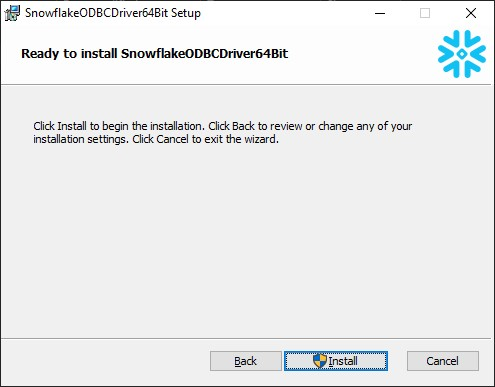 SnowflakeODBCDriver64Bit Setup
Ready to install SnowflakeODBCDriver64Bit
Click Install to begin the installation. Click Back to review or change any of your
installation settings. Click Cancel to exit the wizard.
Back
Install
Cancel